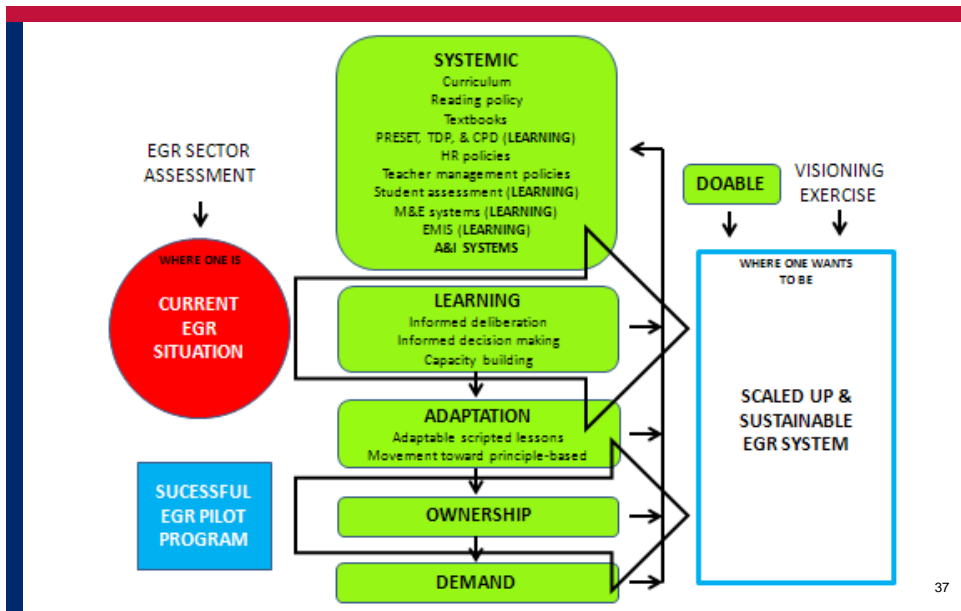 EGR SECTOR
ASSESSMENT
WHERE ONE IS
CURRENT
EGR
SITUATION
SUCESSFUL
EGR PILOT
PROGRAM
SYSTEMIC
Curriculum
Reading policy
Textbooks
PRESET, TDP, & CPD (LEARNING)
HR policies
Teacher management policies
Student assessment (LEARNING)
M&E systems (LEARNING)
EMIS (LEARNING)
A&I SYSTEMS
LEARNING
Informed deliberation
Informed decision making
Capacity building
ADAPTATION
Adaptable scripted lessons
Movement toward principle-based
OWNERSHIP
DEMAND
DOABLE
VISIONING
EXERCISE
WHERE ONE WANTS
TO BE
SCALED UP &
SUSTAINABLE
EGR SYSTEM
37